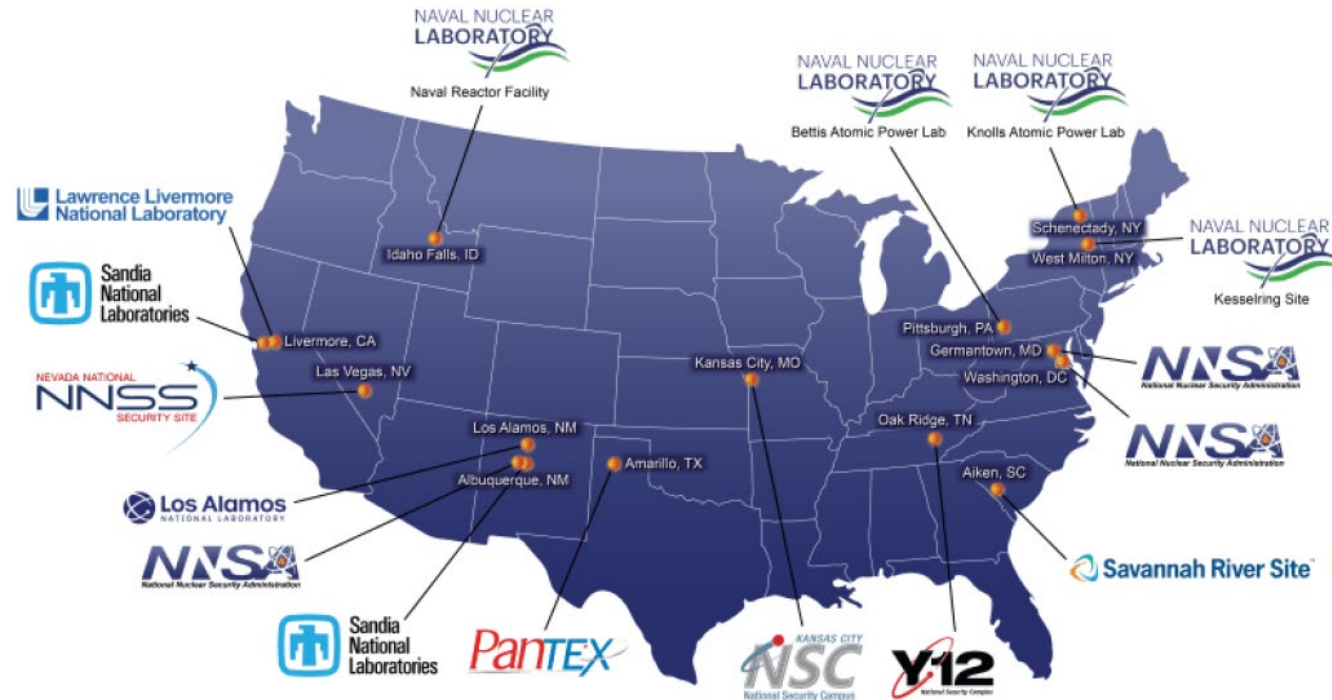 NAVAL NUCLEAR
LABORATORY
Naval Reactor Facility
NAVAL NUCLEAR
LABORATORY
Bettis Atomic Power Lab
NAVAL NUCLEAR
LABORATORY
Knolls Atomic Power Lab
Lawrence Livermore
National Laboratory
Schenectady, NY
West Milton, NY
NAVAL NUCLEAR
LABORATORY
Kesselring Site
Idaho Falls, ID
Sandia
National
Laboratories
Livermore, CA
Pittsburgh, PA
Germantown, MD
Washington, DC
NNSA
National Nuclear Security Administration
Kansas City, MO
Las Vegas, NV
NEVADA NATIONAL
NNSS
SECURITY SITE
Oak Ridge, TN
NNSA
National Nuclear Security Administration
Los Alamos, NM
Amarillo, TX
Albuquerque, NM
Aiken, SC
Los Alamos
NATIONAL LABORATORY
NNSA
National Nuclear Security Administration
Savannah River Site™
Sandia
National
Laboratories
PanTEX
KANSAS CITY
NSC
National Security Campus
Y12
National Security Complex